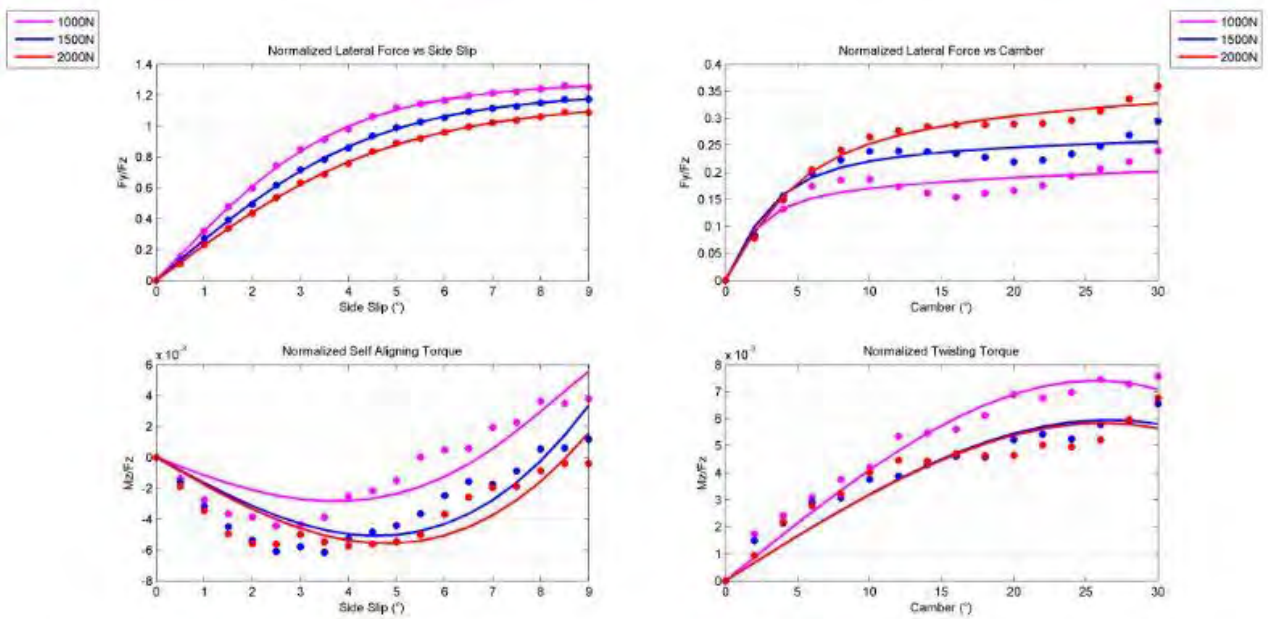 1000N
1500N
2000N
1000N
1500N
2000N
Normalized Lateral Force vs Side Slip
1.4
1.2
1
0.8
0.6
0.4
0.2
0
Fy/Fz
0 1 2 3 4 5 6 7 8 9
Side Slip (°)
Normalized Lateral Force vs Camber
0.4
0.35
0.3
0.25
0.2
0.15
0.1
0.05
0
Fy/Fz
0 5 10 15 20 25 30
Camber (°)
x 10⁻³
Normalized Self Aligning Torque
6
4
2
0
-2
-4
-6
-8
Mz/Fz
0 1 2 3 4 5 6 7 8 9
Side Slip (°)
x 10⁻³
Normalized Twisting Torque
8
7
6
5
4
3
2
1
0
Mz/Fz
0 5 10 15 20 25 30
Camber (°)